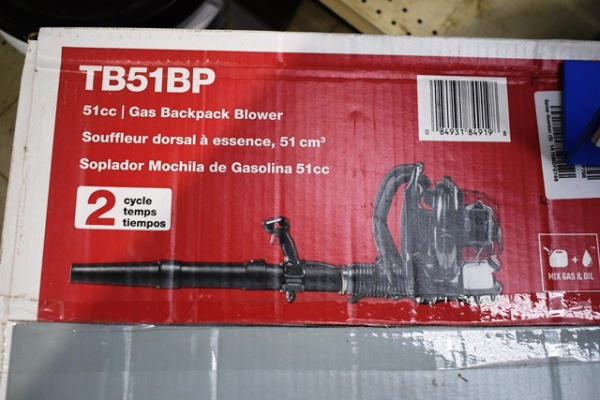 TB51BP
51cc | Gas Backpack Blower
Souffleur dorsal à essence, 51 cm³
Soplador Mochila de Gasolina 51cc
2 cycle
temps
tiempos
0 84931 84919 8
MIX GAS & OIL